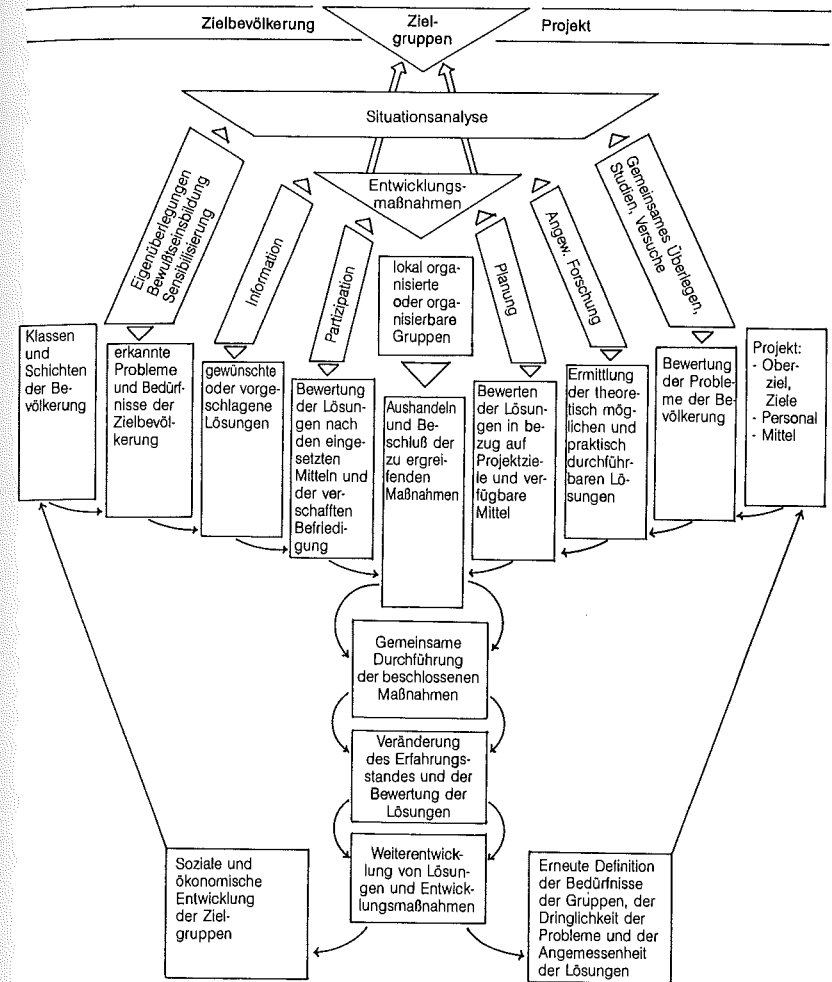 Zielbevölkerung
Ziel-
gruppen
Projekt
Situationsanalyse
Entwicklungs-
maßnahmen
Eigenüberlegungen
Bewußtseinsbildung
Sensibilisierung
Information
Partizipation
lokal organi-
sierte
oder orga-
nisierbare
Gruppen
Planung
Angew. Forschung
Gemeinsames Überlegen,
Studien, Versuche
Klassen
und
Schichten
der Be-
völkerung
erkannte
Probleme
und Bedürf-
nisse der
Zielbevöl-
kerung
gewünschte
oder vorge-
schlagene
Lösungen
Bewertung
der Lösun-
gen nach
den einge-
setzten
Mitteln und
der ver-
schafften
Befriedi-
gung
Aushandeln
und Be-
schluß der
zu ergrei-
fenden
Maßnahmen
Bewerten
der Lösun-
gen in be-
zug auf
Projektziele
und ver-
fügbare
Mittel
Ermittlung
der theore-
tisch mög-
lichen und
praktisch
durchführ-
baren Lö-
sungen
Bewertung
der Proble-
me der Be-
völkerung
Projekt:
- Ober-
ziel,
Ziele
- Personal
- Mittel
Gemeinsame
Durchführung
der beschlossenen
Maßnahmen
Veränderung
des Erfahrungs-
standes und der
Bewertung der
Lösungen
Weiterentwick-
lung von Lösun-
gen und Entwick-
lungsmaßnahmen
Soziale und
ökonomische
Entwicklung
der Ziel-
gruppen
Erneute Definition
der Bedürfnisse
der Gruppen, der
Dringlichkeit der
Probleme und der
Angemessenheit
der Lösungen